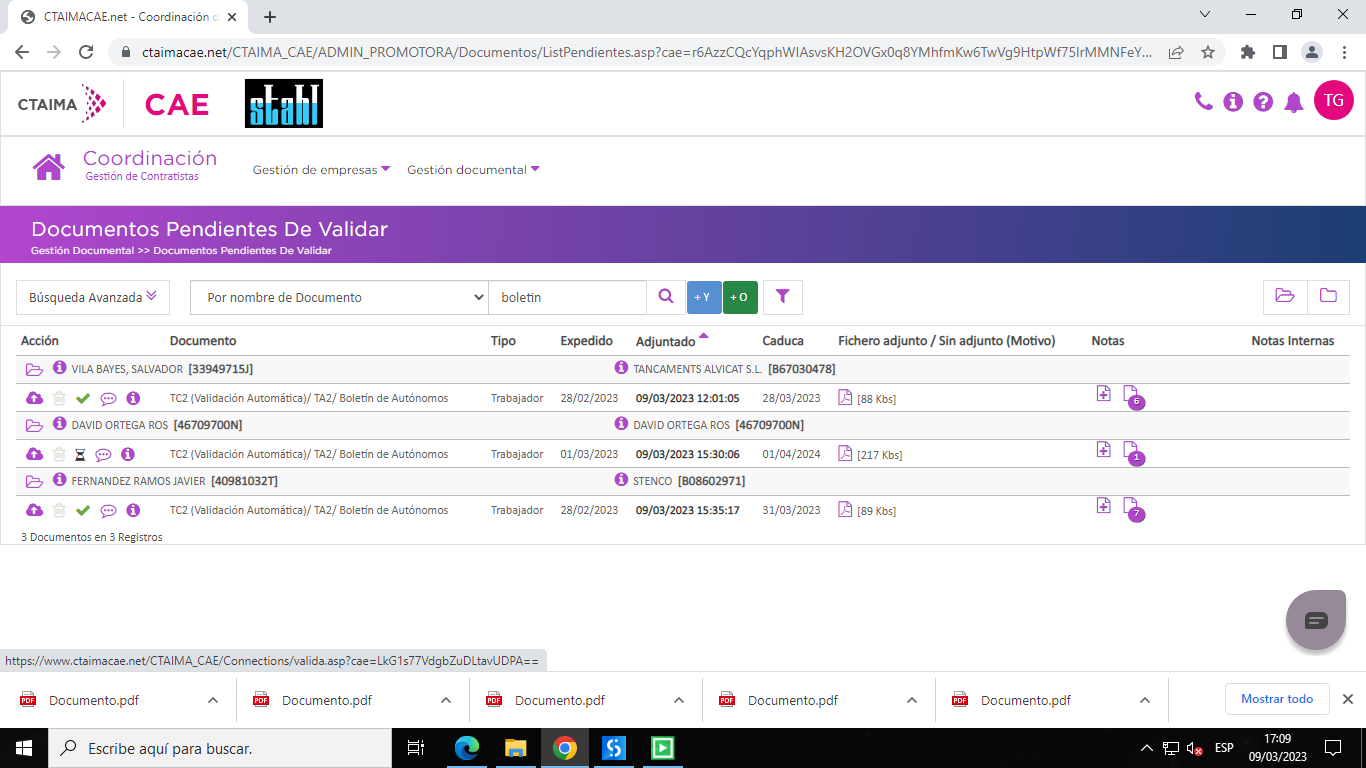 CTAIMACAE.net - Coordinación d
ctaimacae.net/CTAIMA_CAE/ADMIN_PROMOTORA/Documentos/ListPendientes.asp?cae=r6AzzCQcYqphWIAsvsKH2OVGx0q8YMhfmKw6TwVg9HtpWf75IrMMNFeY...
CTAIMA CAE stahl TG
Coordinación
Gestión de Contratistas
Gestión de empresas Gestión documental
Documentos Pendientes De Validar
Gestión Documental >> Documentos Pendientes De Validar
Búsqueda Avanzada Por nombre de Documento boletin + Y + O
Acción Documento Tipo Expedido Adjuntado Caduca Fichero adjunto / Sin adjunto (Motivo) Notas Notas Internas
VILA BAYES, SALVADOR [33949715J] TANCAMENTS ALVICAT S.L. [B67030478]
TC2 (Validación Automática)/ TA2/ Boletín de Autónomos Trabajador 28/02/2023 09/03/2023 12:01:05 28/03/2023 [88 Kbs] 6
DAVID ORTEGA ROS [46709700N] DAVID ORTEGA ROS [46709700N]
TC2 (Validación Automática)/ TA2/ Boletín de Autónomos Trabajador 01/03/2023 09/03/2023 15:30:06 01/04/2024 [217 Kbs] 1
FERNANDEZ RAMOS JAVIER [40981032T] STENCO [B08602971]
TC2 (Validación Automática)/ TA2/ Boletín de Autónomos Trabajador 28/02/2023 09/03/2023 15:35:17 31/03/2023 [89 Kbs] 7
3 Documentos en 3 Registros
https://www.ctaimacae.net/CTAIMA_CAE/Connections/valida.asp?cae=LkG1s77VdgbZuDLtavUDPA==
PDF Documento.pdf PDF Documento.pdf PDF Documento.pdf PDF Documento.pdf PDF Documento.pdf Mostrar todo
Escribe aquí para buscar. ESP 17:09
09/03/2023